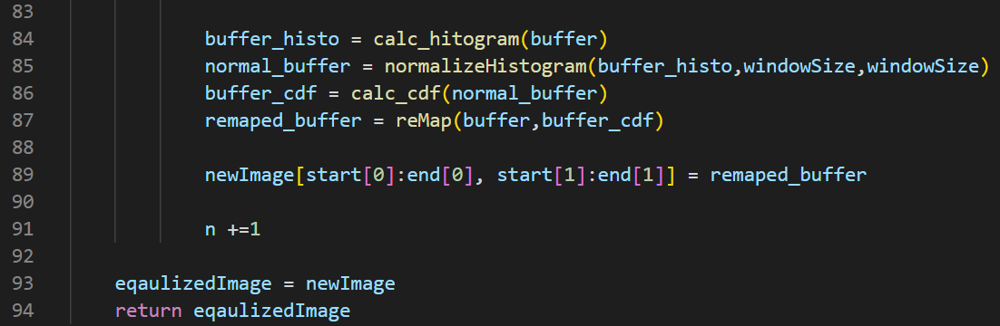 83
84 buffer_histo = calc_hitogram(buffer)
85 normal_buffer = normalizeHistogram(buffer_histo,windowSize,windowSize)
86 buffer_cdf = calc_cdf(normal_buffer)
87 remaped_buffer = reMap(buffer,buffer_cdf)
88
89 newImage[start[0]:end[0], start[1]:end[1]] = remaped_buffer
90
91 n +=1
92
93 eqaulizedImage = newImage
94 return eqaulizedImage